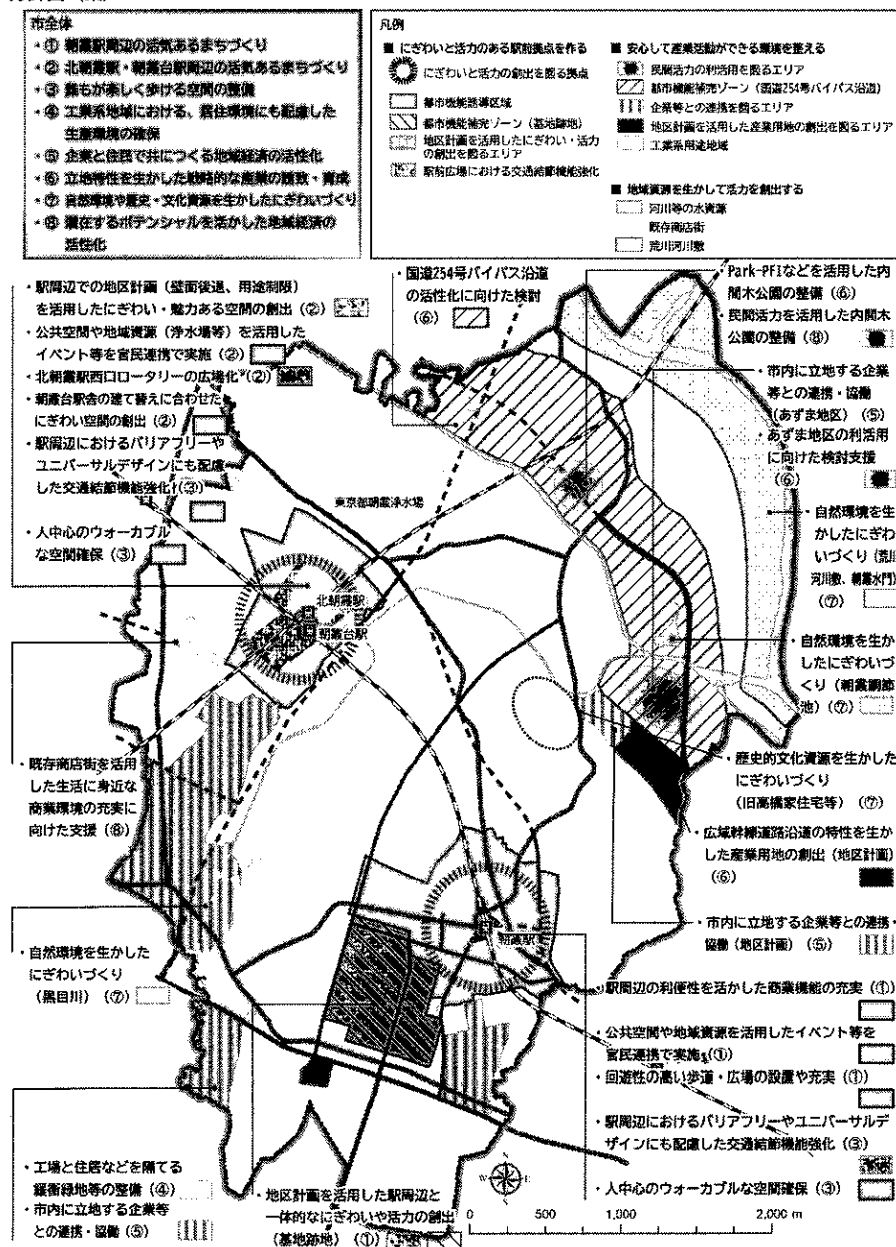 市全体
・① 朝霞駅周辺の活気あるまちづくり
・② 北朝霞駅・朝霞台駅周辺の活気あるまちづくり
・③ 誰もが楽しく歩ける空間の整備
・④ 工業系地域における、居住環境にも配慮した
生産環境の確保
・⑤ 企業と住民で共につくる地域経済の活性化
・⑥ 立地特性を生かした戦略的な産業の誘致・育成
・⑦ 自然環境や歴史・文化資源を生かしたにぎわいづくり
・⑧ 潜在するポテンシャルを活かした地域経済の
活性化
凡例
■ にぎわいと活力のある駅前拠点を作る
にぎわいと活力の創出を図る拠点
都市機能誘導区域
都市機能補充ゾーン（基地跡地）
地区計画を活用したにぎわい・活力
の創出を図るエリア
駅前広場における交通結節機能強化
■ 安心して産業活動ができる環境を整える
民間活力の利活用を図るエリア
都市機能補充ゾーン（国道254号バイパス沿道）
企業等との連携を図るエリア
地区計画を活用した産業用地の創出を図るエリア
工業系用途地域
■ 地域資源を生かして活力を創出する
河川等の水資源
既存商店街
荒川河川敷
・駅周辺での地区計画（壁面後退、用途制限）
を活用したにぎわい・魅力ある空間の創出（②）
・公共空間や地域資源（浄水場等）を活用した
イベント等を官民連携で実施（②）
・北朝霞駅西口ロータリーの広場化※（②）
・朝霞台駅舎の建て替えに合わせた
にぎわい空間の創出（②）
・駅周辺におけるバリアフリーや
ユニバーサルデザインにも配慮
した交通結節機能強化（③）
・人中心のウォーカブル
な空間確保（③）
・国道254号バイパス沿道
の活性化に向けた検討
（⑥）
・Park-PFIなどを活用した内
間木公園の整備（⑥）
・民間活力を活用した内間木
公園の整備（⑧）
・市内に立地する企業
等との連携・協働
（あずま地区）（⑤）
・あずま地区の利活用
に向けた検討支援
（⑥）
・自然環境を生
かしたにぎわ
いづくり（荒川
河川敷、朝霞水門）
（⑦）
・自然環境を生か
したにぎわいづ
くり（朝霞調節
池）（⑦）
東京都朝霞浄水場
北朝霞駅
朝霞台駅
・既存商店街を活用
した生活に身近な
商業環境の充実に
向けた支援（⑧）
・歴史的文化資源を生かした
にぎわいづくり
（旧高橋家住宅等）（⑦）
・広域幹線道路沿道の特性を生か
した産業用地の創出（地区計画）
（⑥）
・市内に立地する企業等との連携・
協働（地区計画）（⑤）
朝霞駅
・自然環境を生かした
にぎわいづくり
（黒目川）（⑦）
・駅周辺の利便性を活かした商業機能の充実（①）
・公共空間や地域資源を活用したイベント等を
官民連携で実施（①）
・回遊性の高い歩道・広場の設置や充実（①）
・駅周辺におけるバリアフリーやユニバーサルデ
ザインにも配慮した交通結節機能強化（③）
・人中心のウォーカブルな空間確保（③）
・工場と住居などを隔てる
緩衝緑地等の整備（④）
・市内に立地する企業等
との連携・協働（⑤）
・地区計画を活用した駅周辺と
一体的なにぎわいや活力の創出
（基地跡地）（①）
N
W E
S
0 500 1,000 2,000 m